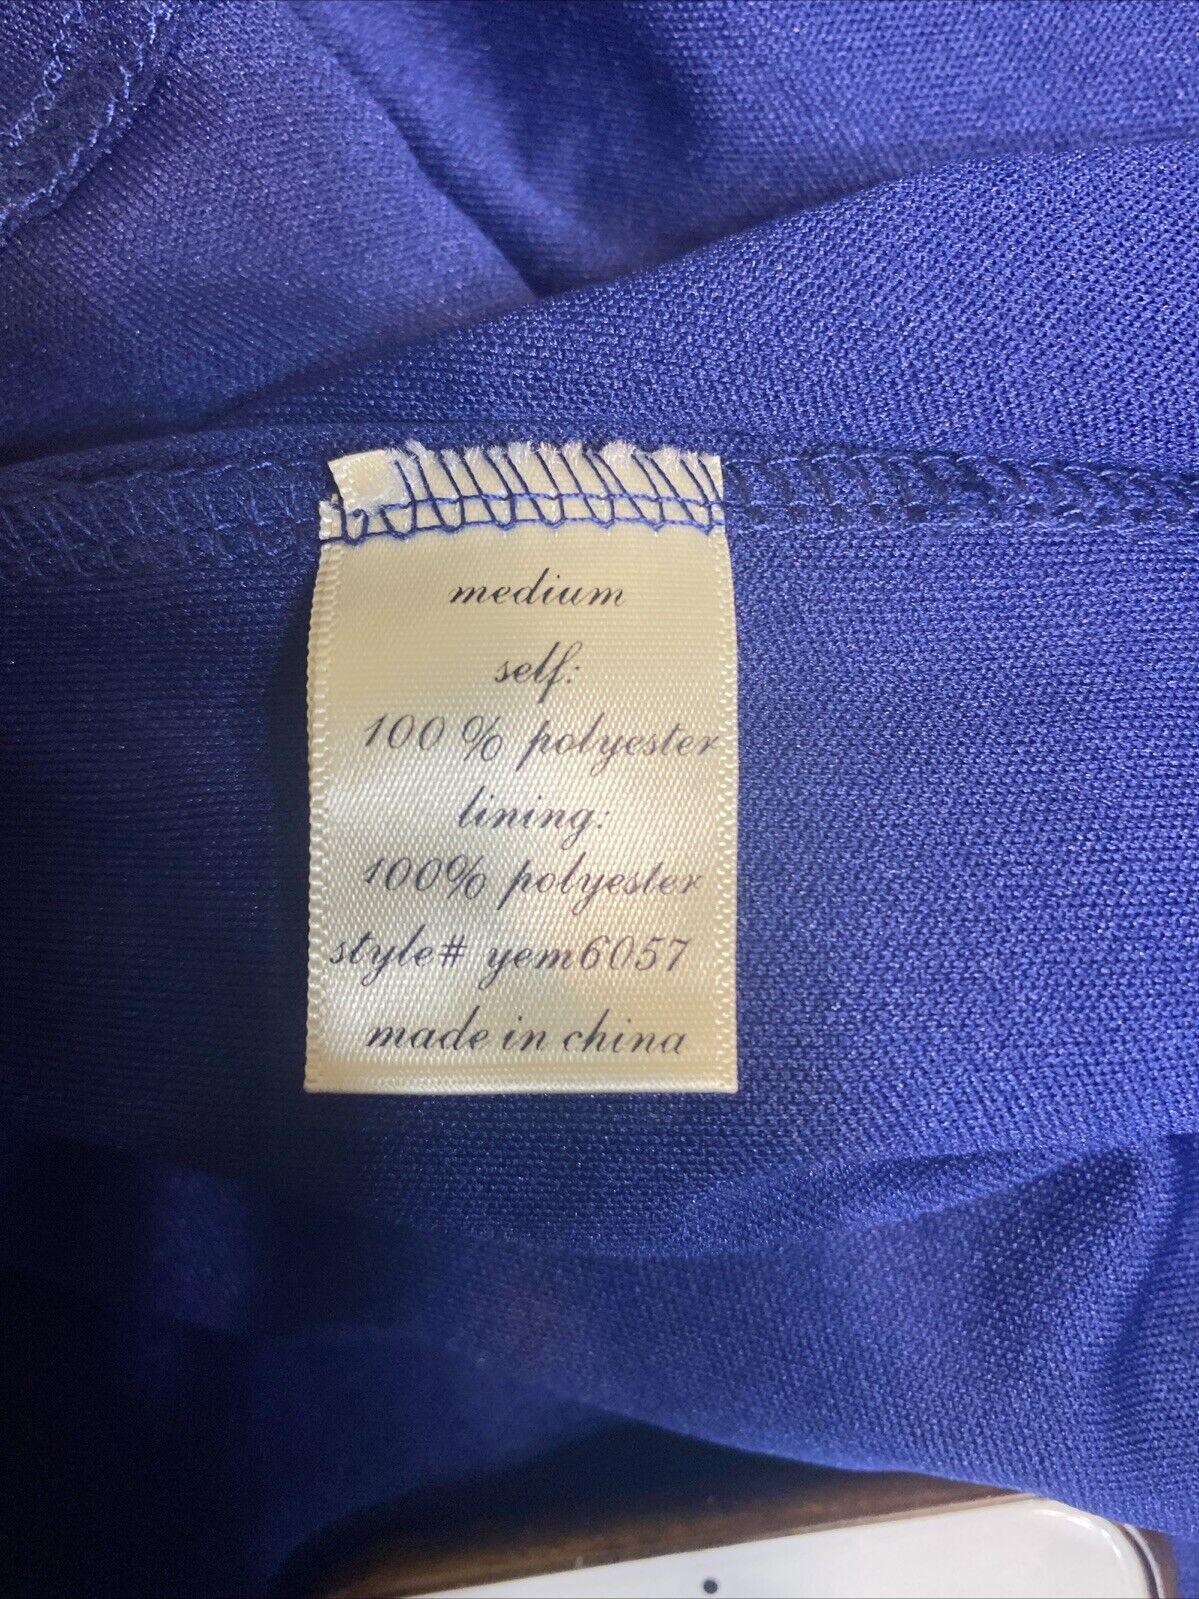 medium
self:
100 % polyester
lining:
100% polyester
style# yem6057
made in china